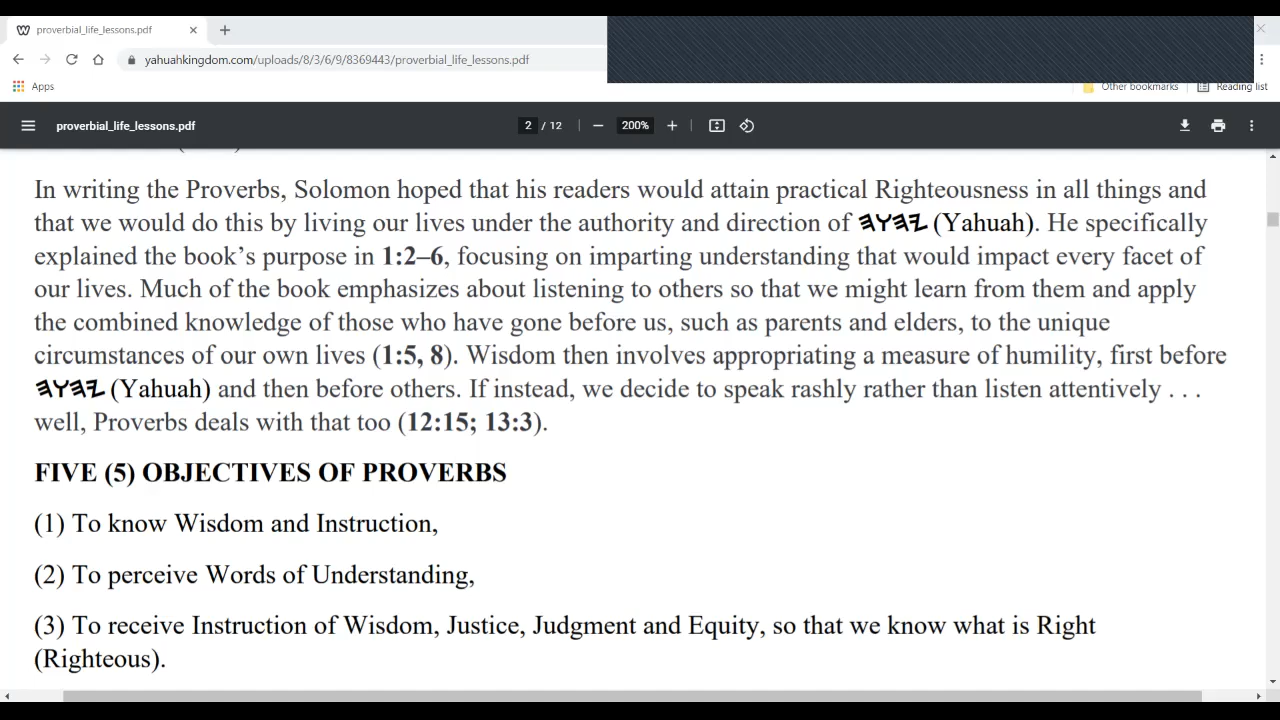 proverbial_life_lessons.pdf
yahuahkingdom.com/uploads/8/3/6/9/8369443/proverbial_life_lessons.pdf
Apps
Other bookmarks
Reading list
proverbial_life_lessons.pdf
2 / 12
200%
In writing the Proverbs, Solomon hoped that his readers would attain practical Righteousness in all things and
that we would do this by living our lives under the authority and direction of 𐤉𐤄𐤅𐤄 (Yahuah). He specifically
explained the book’s purpose in 1:2–6, focusing on imparting understanding that would impact every facet of
our lives. Much of the book emphasizes about listening to others so that we might learn from them and apply
the combined knowledge of those who have gone before us, such as parents and elders, to the unique
circumstances of our own lives (1:5, 8). Wisdom then involves appropriating a measure of humility, first before
𐤉𐤄𐤅𐤄 (Yahuah) and then before others. If instead, we decide to speak rashly rather than listen attentively . . .
well, Proverbs deals with that too (12:15; 13:3).
FIVE (5) OBJECTIVES OF PROVERBS
(1) To know Wisdom and Instruction,
(2) To perceive Words of Understanding,
(3) To receive Instruction of Wisdom, Justice, Judgment and Equity, so that we know what is Right
(Righteous).